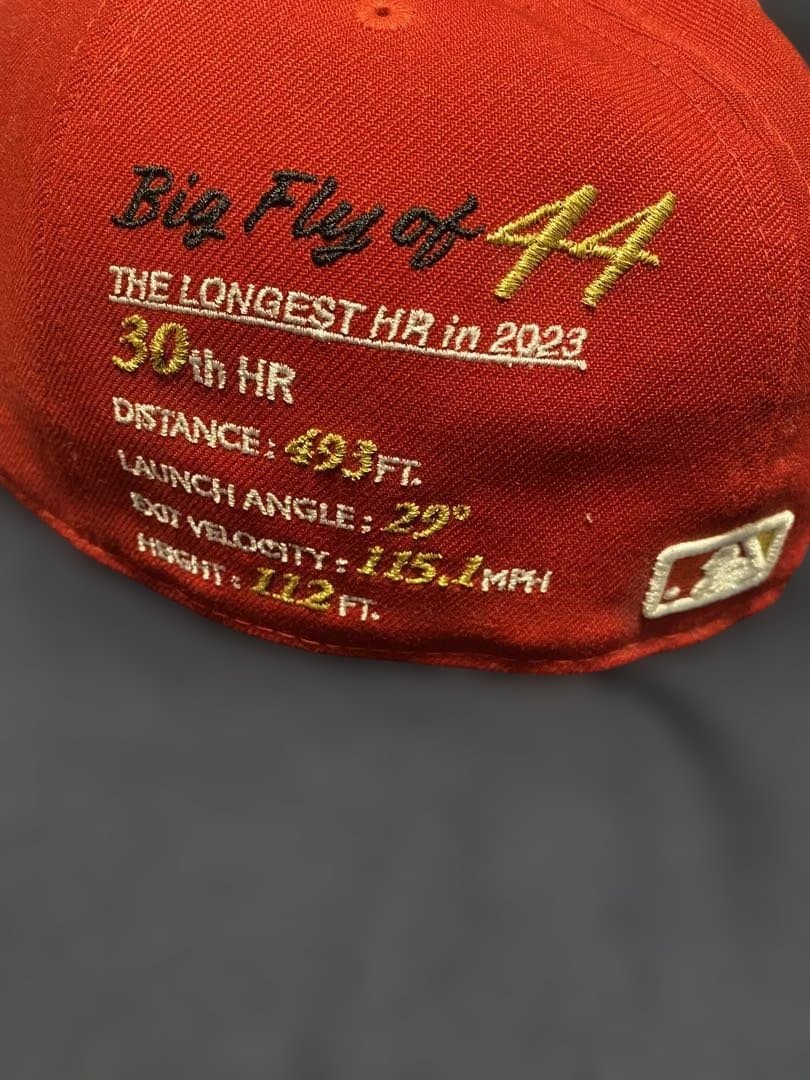 Big Fly of 44
THE LONGEST HR in 2023
30th HR
DISTANCE : 493FT.
LAUNCH ANGLE : 29°
EXIT VELOCITY : 115.1MPH
HEIGHT : 112FT.